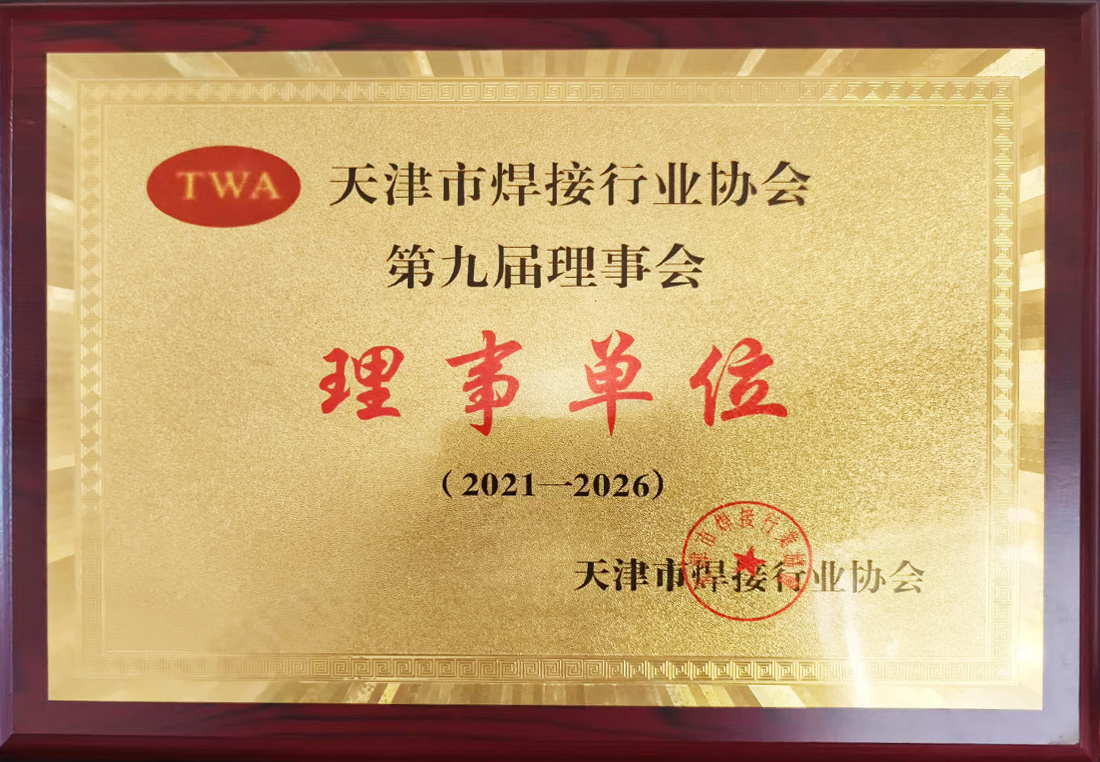 TWA 天津市焊接行业协会
第九届理事会
理事单位
（2021—2026）
天津市焊接行业协会